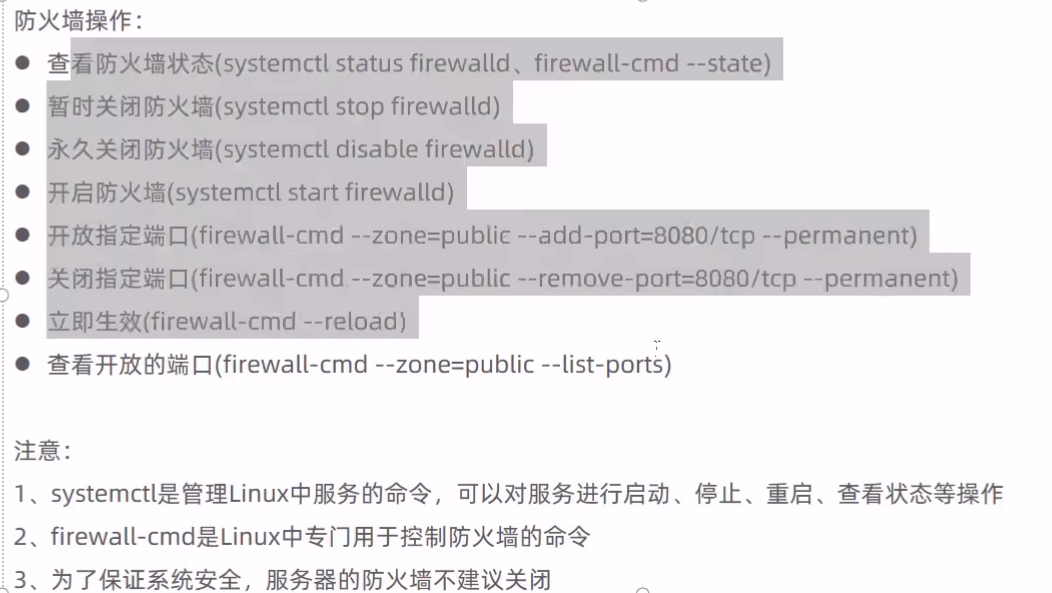 防火墙操作：
● 查看防火墙状态(systemctl status firewalld、firewall-cmd --state)
● 暂时关闭防火墙(systemctl stop firewalld)
● 永久关闭防火墙(systemctl disable firewalld)
● 开启防火墙(systemctl start firewalld)
● 开放指定端口(firewall-cmd --zone=public --add-port=8080/tcp --permanent)
● 关闭指定端口(firewall-cmd --zone=public --remove-port=8080/tcp --permanent)
● 立即生效(firewall-cmd --reload)
● 查看开放的端口(firewall-cmd --zone=public --list-ports)
注意：
1、systemctl是管理Linux中服务的命令，可以对服务进行启动、停止、重启、查看状态等操作
2、firewall-cmd是Linux中专门用于控制防火墙的命令
3、为了保证系统安全，服务器的防火墙不建议关闭